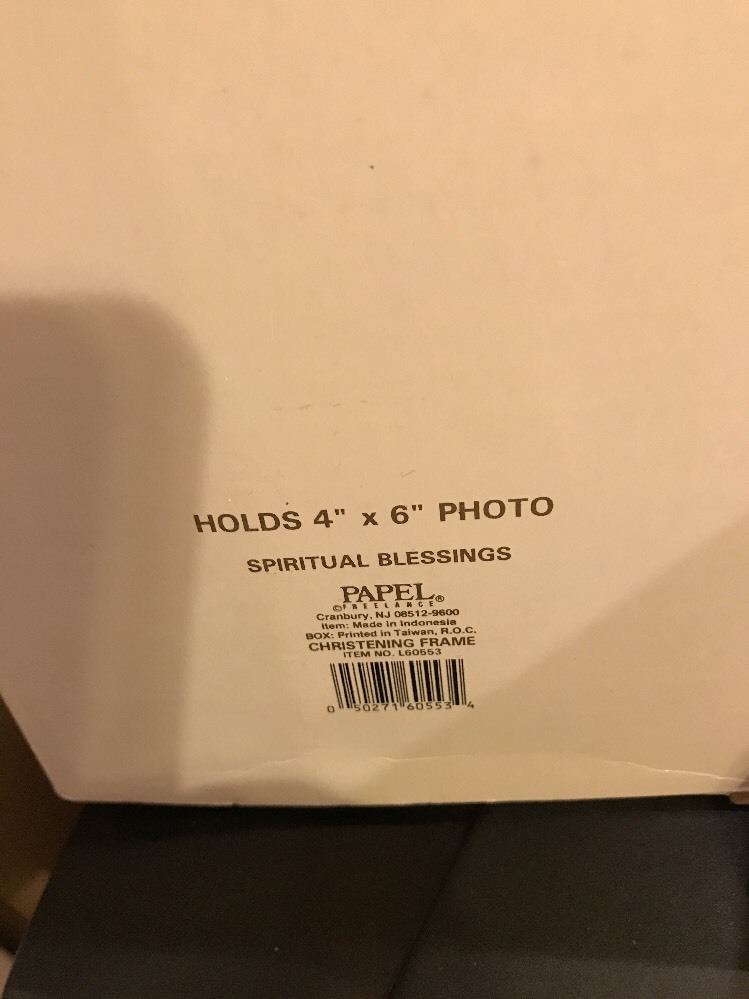 HOLDS 4" x 6" PHOTO
SPIRITUAL BLESSINGS
PAPEL®
©FREELANCE
Cranbury, NJ 08512-9600
Item: Made in Indonesia
BOX: Printed in Taiwan, R.O.C.
CHRISTENING FRAME
ITEM NO. L60553
0 50271 60553 4